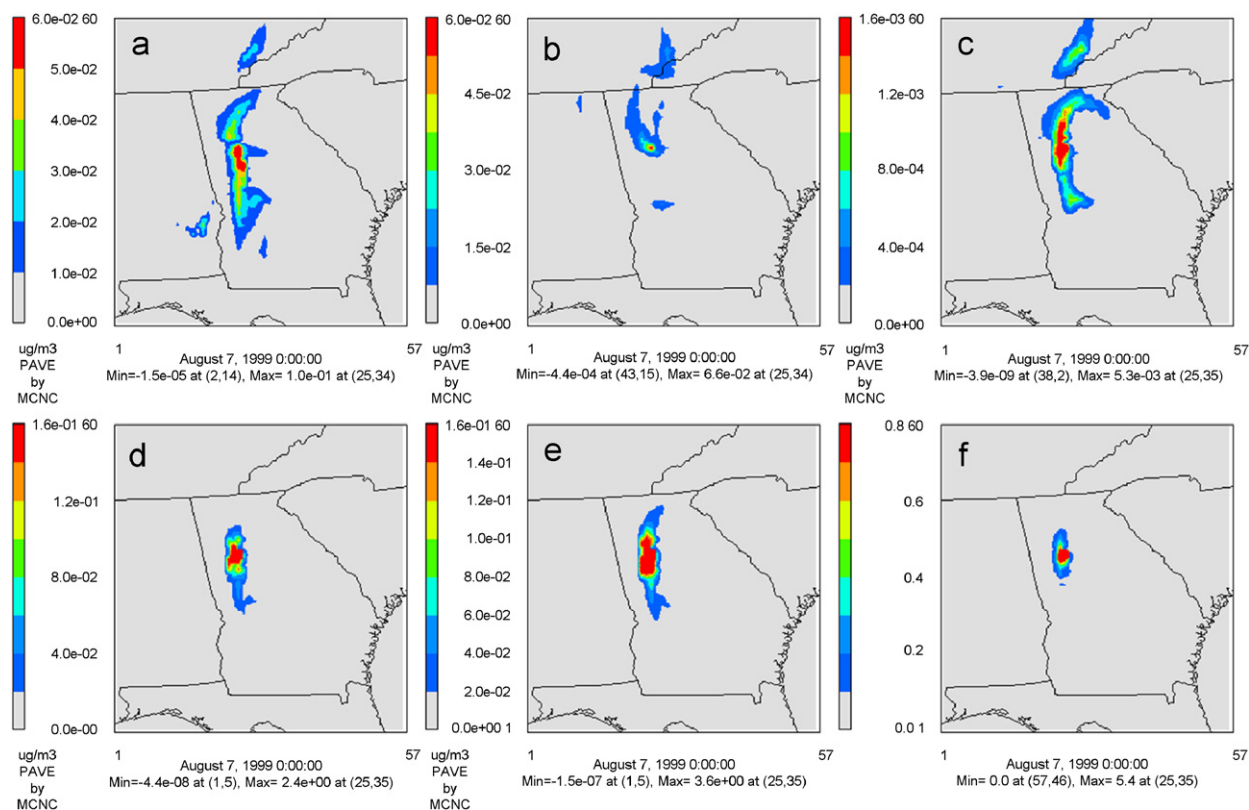 6.0e-02 60
5.0e-02
4.0e-02
3.0e-02
2.0e-02
1.0e-02
0.0e+00
a
ug/m3
PAVE
by
MCNC
1
57
August 7, 1999 0:00:00
Min=-1.5e-05 at (2,14), Max= 1.0e-01 at (25,34)
6.0e-02 60
4.5e-02
3.0e-02
1.5e-02
0.0e+00
b
ug/m3
PAVE
by
MCNC
1
57
August 7, 1999 0:00:00
Min=-4.4e-04 at (43,15), Max= 6.6e-02 at (25,34)
1.6e-03 60
1.2e-03
8.0e-04
4.0e-04
0.0e+00
c
ug/m3
PAVE
by
MCNC
1
57
August 7, 1999 0:00:00
Min=-3.9e-09 at (38,2), Max= 5.3e-03 at (25,35)
1.6e-01 60
1.2e-01
8.0e-02
4.0e-02
0.0e-00
d
ug/m3
PAVE
by
MCNC
1
57
August 7, 1999 0:00:00
Min=-4.4e-08 at (1,5), Max= 2.4e+00 at (25,35)
1.6e-01 60
1.4e-01
1.2e-01
1.0e-01
8.0e-02
6.0e-02
4.0e-02
2.0e-02
0.0e+00 1
e
ug/m3
PAVE
by
MCNC
1
57
August 7, 1999 0:00:00
Min=-1.5e-07 at (1,5), Max= 3.6e+00 at (25,35)
0.8 60
0.6
0.4
0.2
0.01 1
f
ug/m3
PAVE
by
MCNC
1
57
August 7, 1999 0:00:00
Min= 0.0 at (57,46), Max= 5.4 at (25,35)